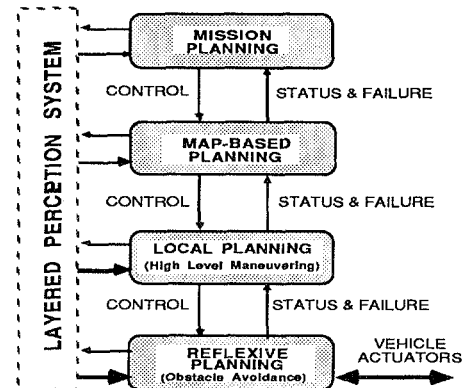 LAYERED PERCEPTION SYSTEM
MISSION
PLANNING
CONTROL
STATUS & FAILURE
MAP-BASED
PLANNING
CONTROL
STATUS & FAILURE
LOCAL PLANNING
(High Level Maneuvering)
CONTROL
STATUS & FAILURE
REFLEXIVE
PLANNING
(Obstacle Avoidance)
VEHICLE
ACTUATORS